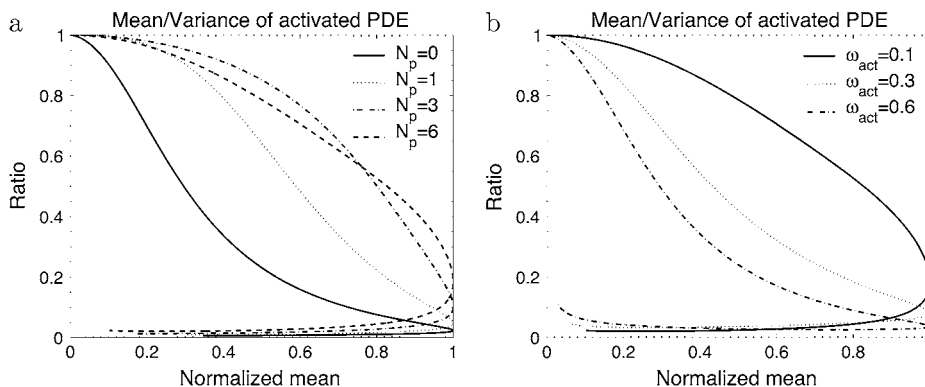 a
Mean/Variance of activated PDE
Ratio
1
0.8
0.6
0.4
0.2
0
N_p=0
N_p=1
N_p=3
N_p=6
0 0.2 0.4 0.6 0.8 1
Normalized mean
b
Mean/Variance of activated PDE
Ratio
1
0.8
0.6
0.4
0.2
0
ω_act=0.1
ω_act=0.3
ω_act=0.6
0 0.2 0.4 0.6 0.8
Normalized mean